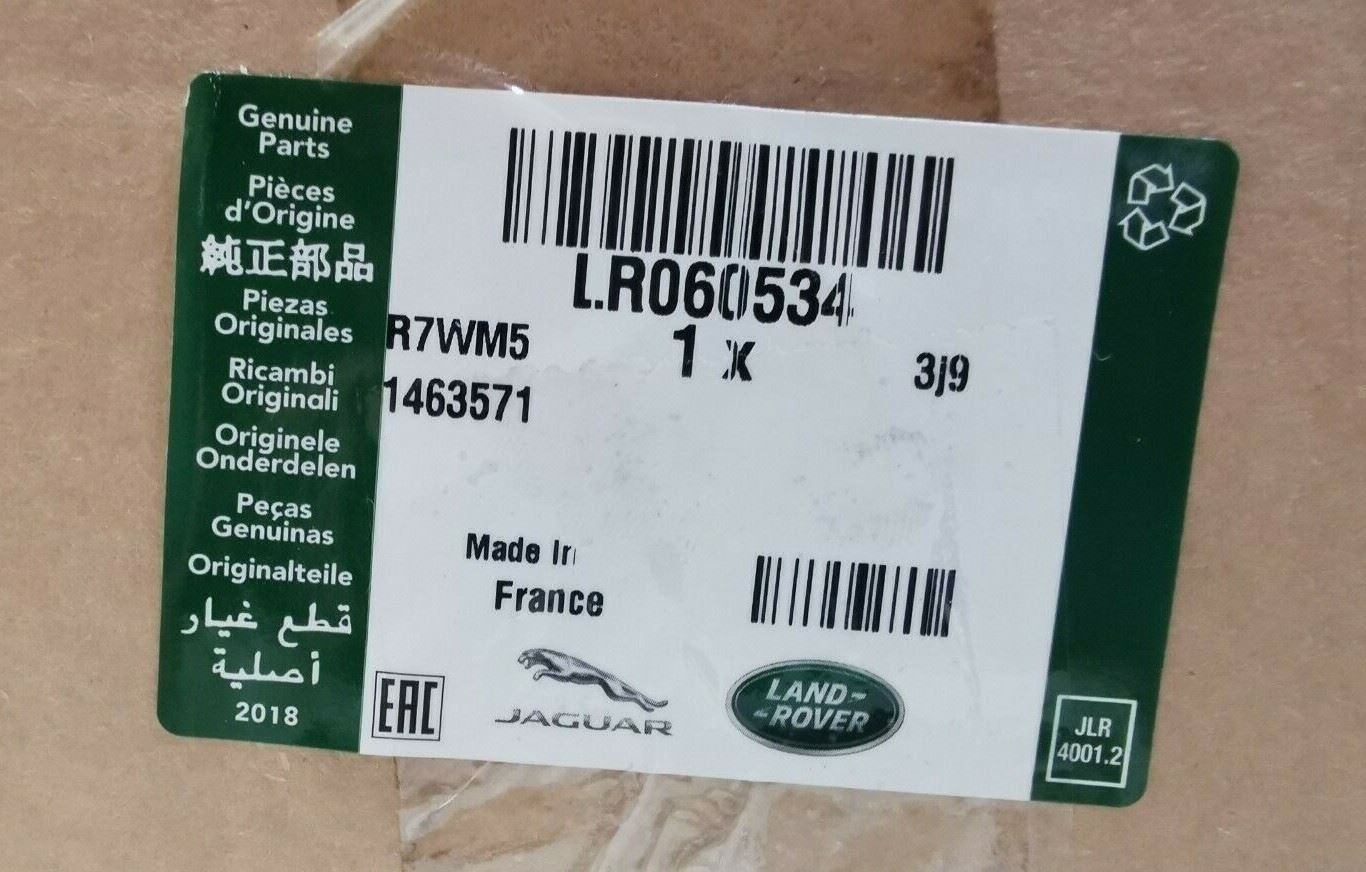 Genuine
Parts
Pièces
d'Origine
純正部品
Piezas
Originales
Ricambi
Originali
Originele
Onderdelen
Peças
Genuinas
Originalteile
قطع غيار
أصلية
2018
LR060534
R7WM5
1 x
3j9
1463571
Made In
France
EAC
JAGUAR
LAND-
-ROVER
JLR
4001.2